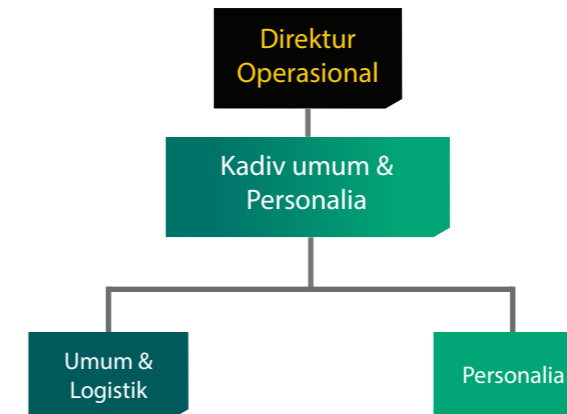 Direktur
Operasional
Kadiv umum &
Personalia
Umum &
Logistik
Personalia